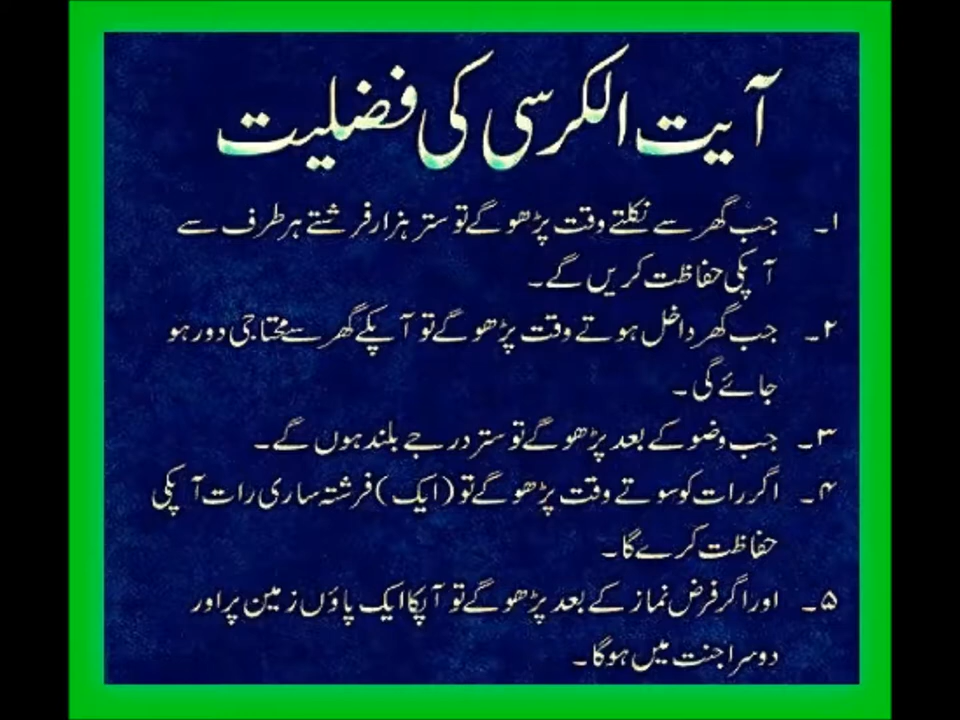 آیت الکرسی کی فضلیت
۱۔ جب گھر سے نکلتے وقت پڑھو گے تو ستر ہزار فرشتے ہر طرف سے
آپکی حفاظت کریں گے۔
۲۔ جب گھر داخل ہوتے وقت پڑھو گے تو آپکے گھر سے محتاجی دور ہو
جائے گی۔
۳۔ جب وضو کے بعد پڑھو گے تو ستر درجے بلند ہوں گے۔
۴۔ اگر رات کو سوتے وقت پڑھو گے تو (ایک) فرشتہ ساری رات آپکی
حفاظت کرے گا۔
۵۔ اور اگر فرض نماز کے بعد پڑھو گے تو آپکا ایک پاؤں زمین پر اور
دوسرا جنت میں ہوگا۔